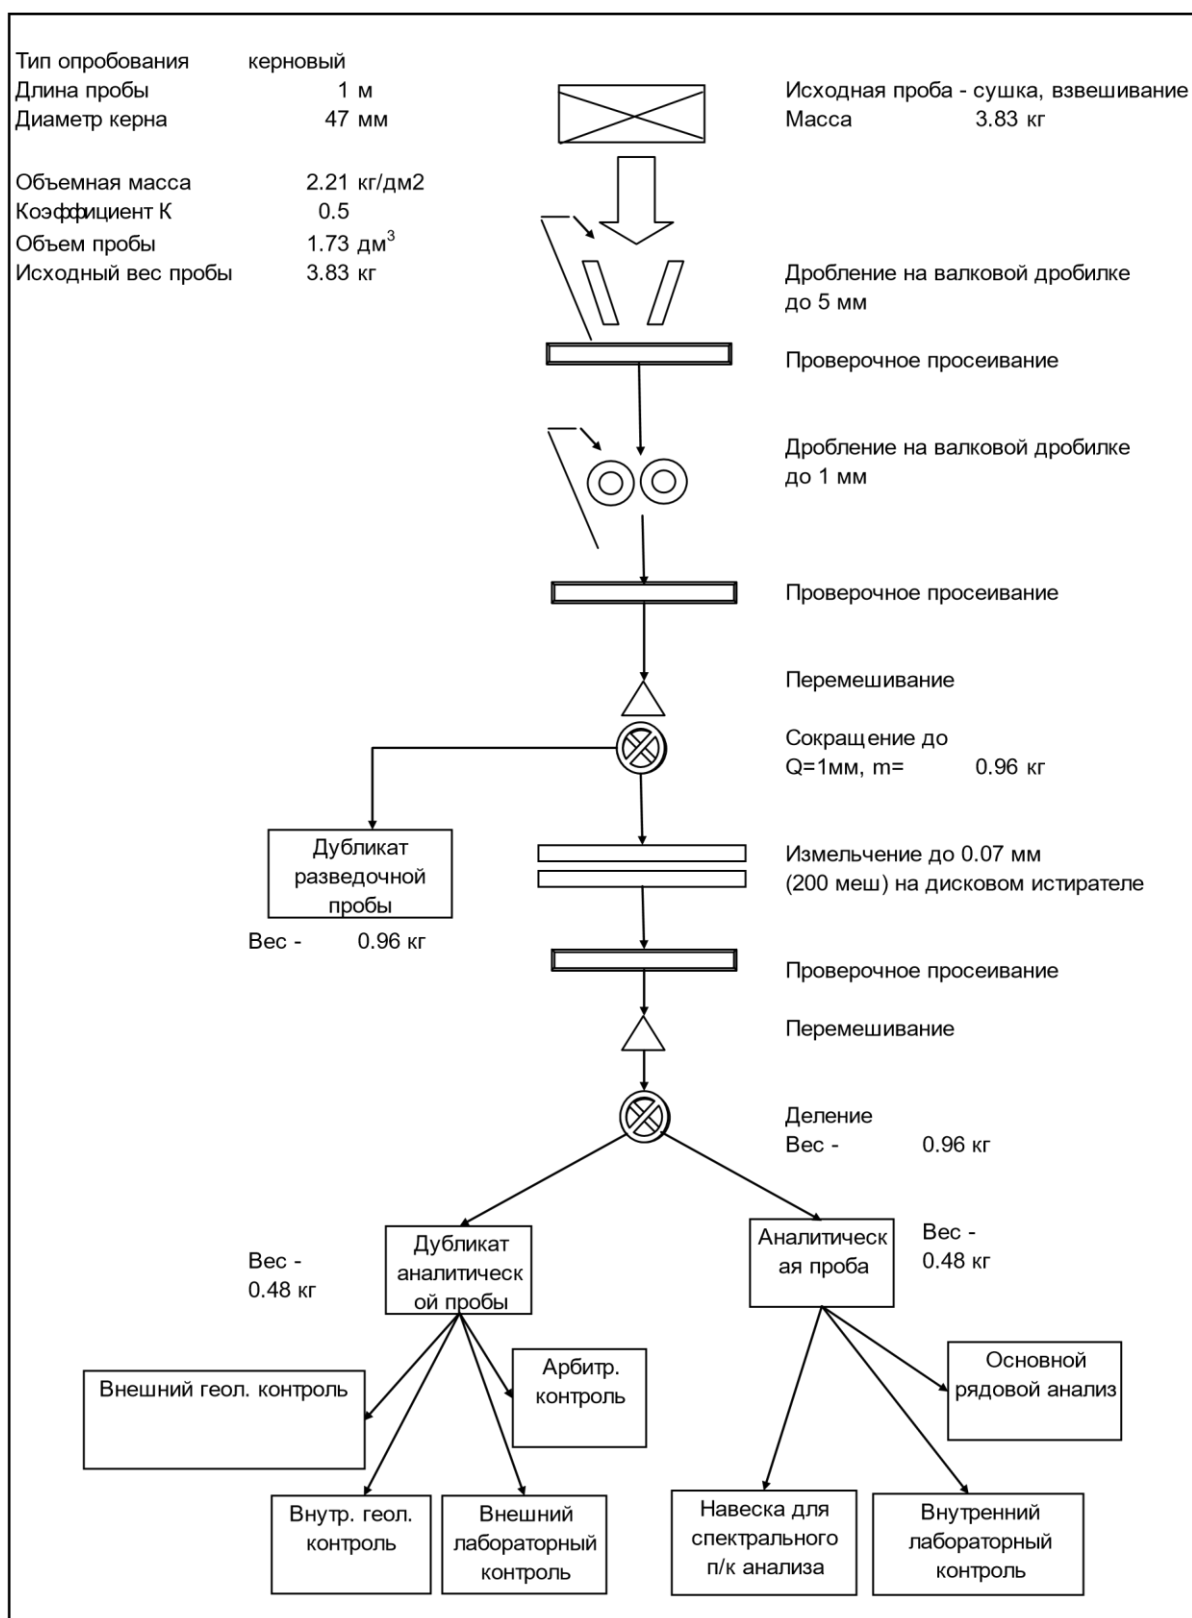 Тип опробования керновый
Длина пробы 1 м
Диаметр керна 47 мм
Объемная масса 2.21 кг/дм2
Коэффициент К 0.5
Объем пробы 1.73 дм³
Исходный вес пробы 3.83 кг
Исходная проба - сушка, взвешивание
Масса 3.83 кг
Дробление на валковой дробилке
до 5 мм
Проверочное просеивание
Дробление на валковой дробилке
до 1 мм
Проверочное просеивание
Перемешивание
Сокращение до
Q=1мм, m= 0.96 кг
Дубликат
разведочной
пробы
Вес - 0.96 кг
Измельчение до 0.07 мм
(200 меш) на дисковом истирателе
Проверочное просеивание
Перемешивание
Деление
Вес - 0.96 кг
Вес -
0.48 кг
Дубликат
аналитическ
ой пробы
Аналитическ
ая проба
Вес -
0.48 кг
Внешний геол. контроль
Арбитр.
контроль
Основной
рядовой анализ
Внутр. геол.
контроль
Внешний
лабораторный
контроль
Навеска для
спектрального
п/к анализа
Внутренний
лабораторный
контроль